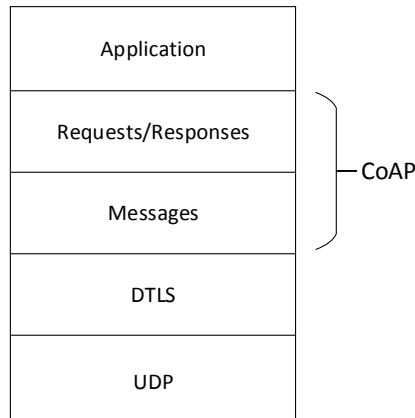 Application
Requests/Responses
CoAP
Messages
DTLS
UDP